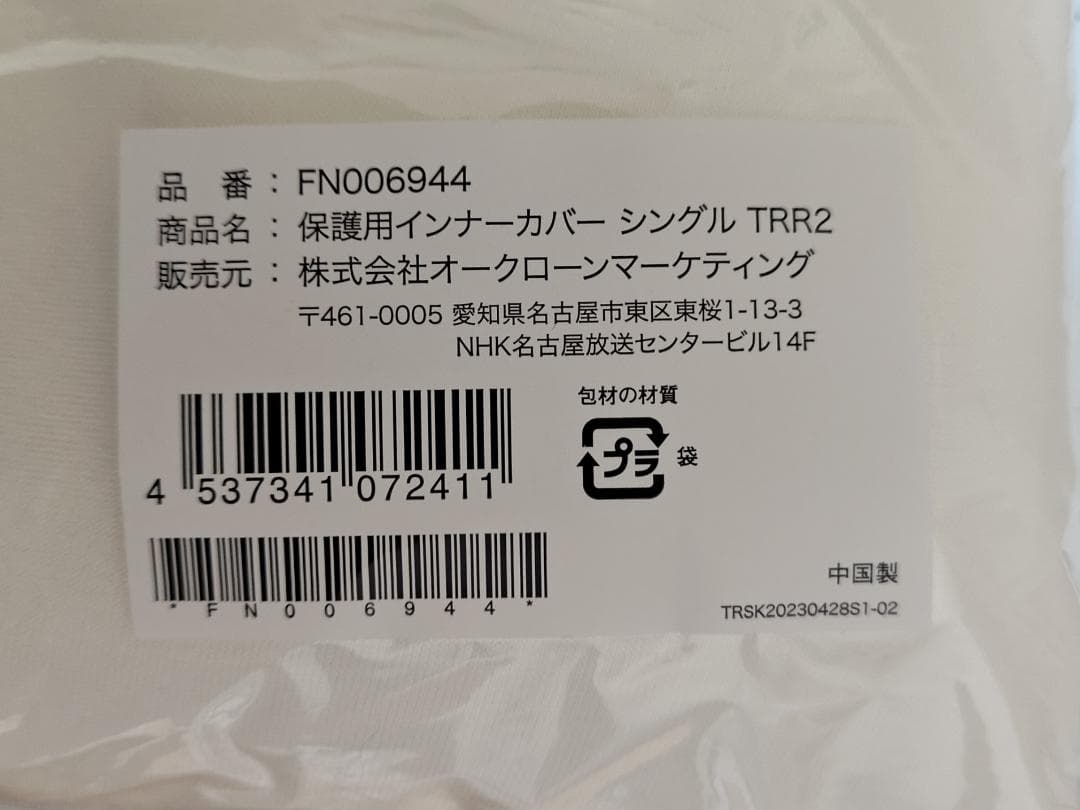 品 番 : FN006944
商品名 : 保護用インナーカバー シングル TRR2
販売元 : 株式会社オークローンマーケティング
〒461-0005 愛知県名古屋市東区東桜1-13-3
NHK名古屋放送センタービル14F
包材の材質
プラ 袋
4 537341 072411
*FN006944*
中国製
TRSK20230428S1-02